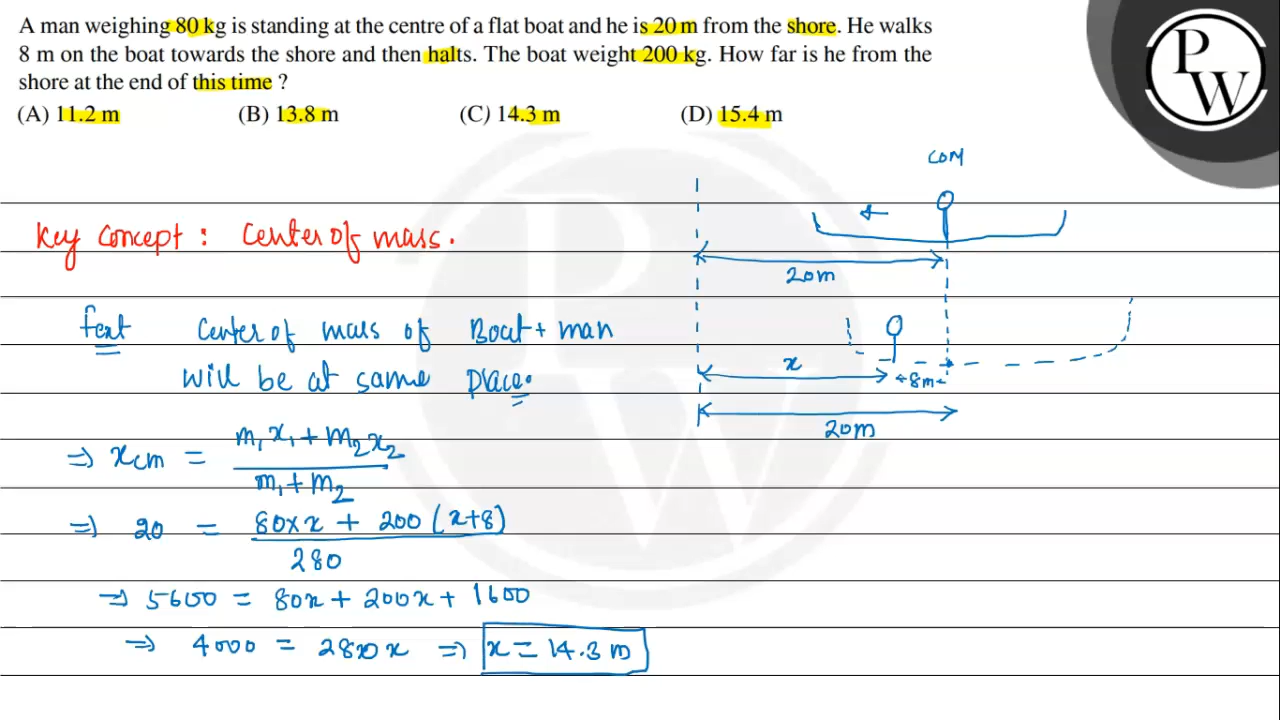 A man weighing 80 kg is standing at the centre of a flat boat and he is 20 m from the shore. He walks
8 m on the boat towards the shore and then halts. The boat weight 200 kg. How far is he from the
shore at the end of this time ?
(A) 11.2 m (B) 13.8 m (C) 14.3 m (D) 15.4 m
P
W
COM
Key Concept : Center of mass.
20m
Fact Center of mass of Boat + man
will be at same place.
x
8m
20m
⇒ xcm = m₁x₁ + m₂x₂ / m₁ + m₂
⇒ 20 = 80×x + 200 (x+8) / 280
⇒ 5600 = 80x + 200x + 1600
⇒ 4000 = 280x ⇒ x = 14.3 m